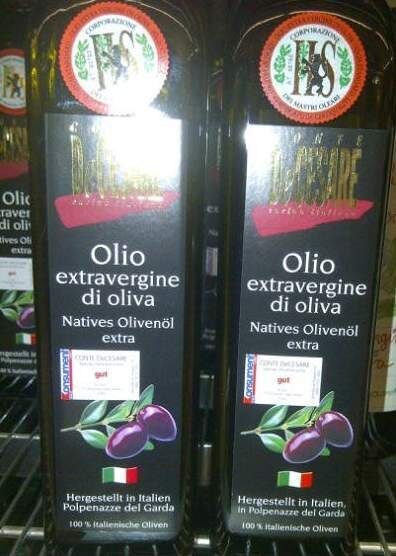 CORPORAZIONE
DEI MASTRI OLEARI
Olio
extravergine
di oliva
Natives Olivenöl
extra
Konsument
CONTE DeCESARE
gut
Hergestellt in Italien
Polpenazze del Garda
100 % italienische Oliven
CORPORAZIONE
DEI MASTRI OLEARI
CONTE
DeCESARE
Olio
extravergine
di oliva
Natives Olivenöl
extra
Konsument
CONTE DeCESARE
gut
Hergestellt in Italien,
in Polpenazze del Garda
100 % italienische Oliven